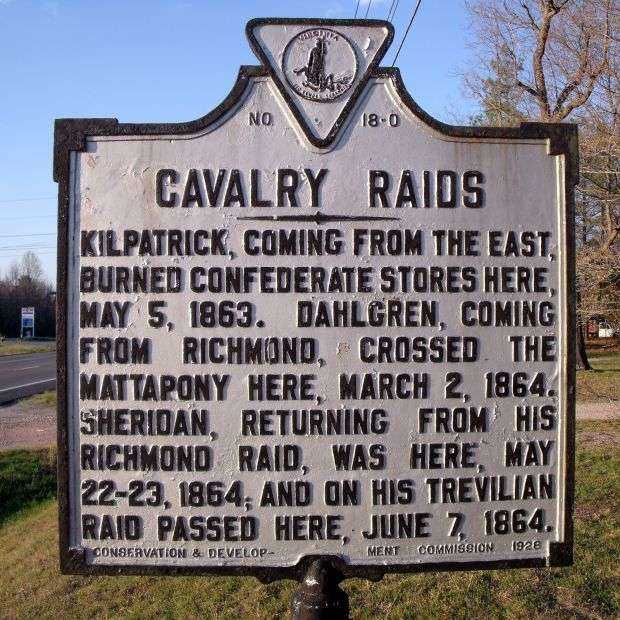 VIRGINIA
NO 18-0
CAVALRY RAIDS
KILPATRICK, COMING FROM THE EAST,
BURNED CONFEDERATE STORES HERE,
MAY 5, 1863. DAHLGREN, COMING
FROM RICHMOND, CROSSED THE
MATTAPONY HERE, MARCH 2, 1864.
SHERIDAN, RETURNING FROM HIS
RICHMOND RAID, WAS HERE, MAY
22-23, 1864, AND ON HIS TREVILIAN
RAID PASSED HERE, JUNE 7, 1864.
CONSERVATION & DEVELOP- MENT COMMISSION 1928